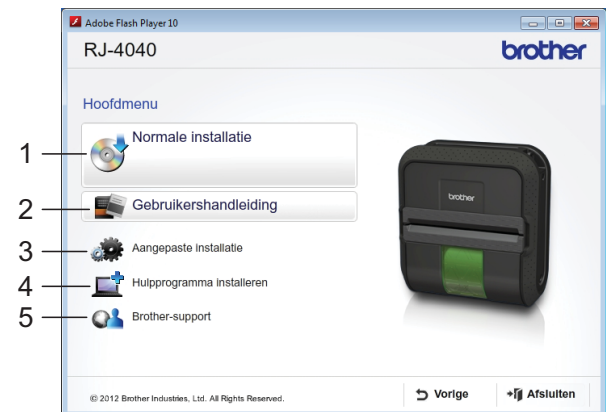 Adobe Flash Player 10
RJ-4040
brother
Hoofdmenu
1
Normale installatie
brother
2
Gebruikershandleiding
3
Aangepaste installatie
4
Hulpprogramma installeren
5
Brother-support
© 2012 Brother Industries, Ltd. All Rights Reserved.
Vorige
Afsluiten